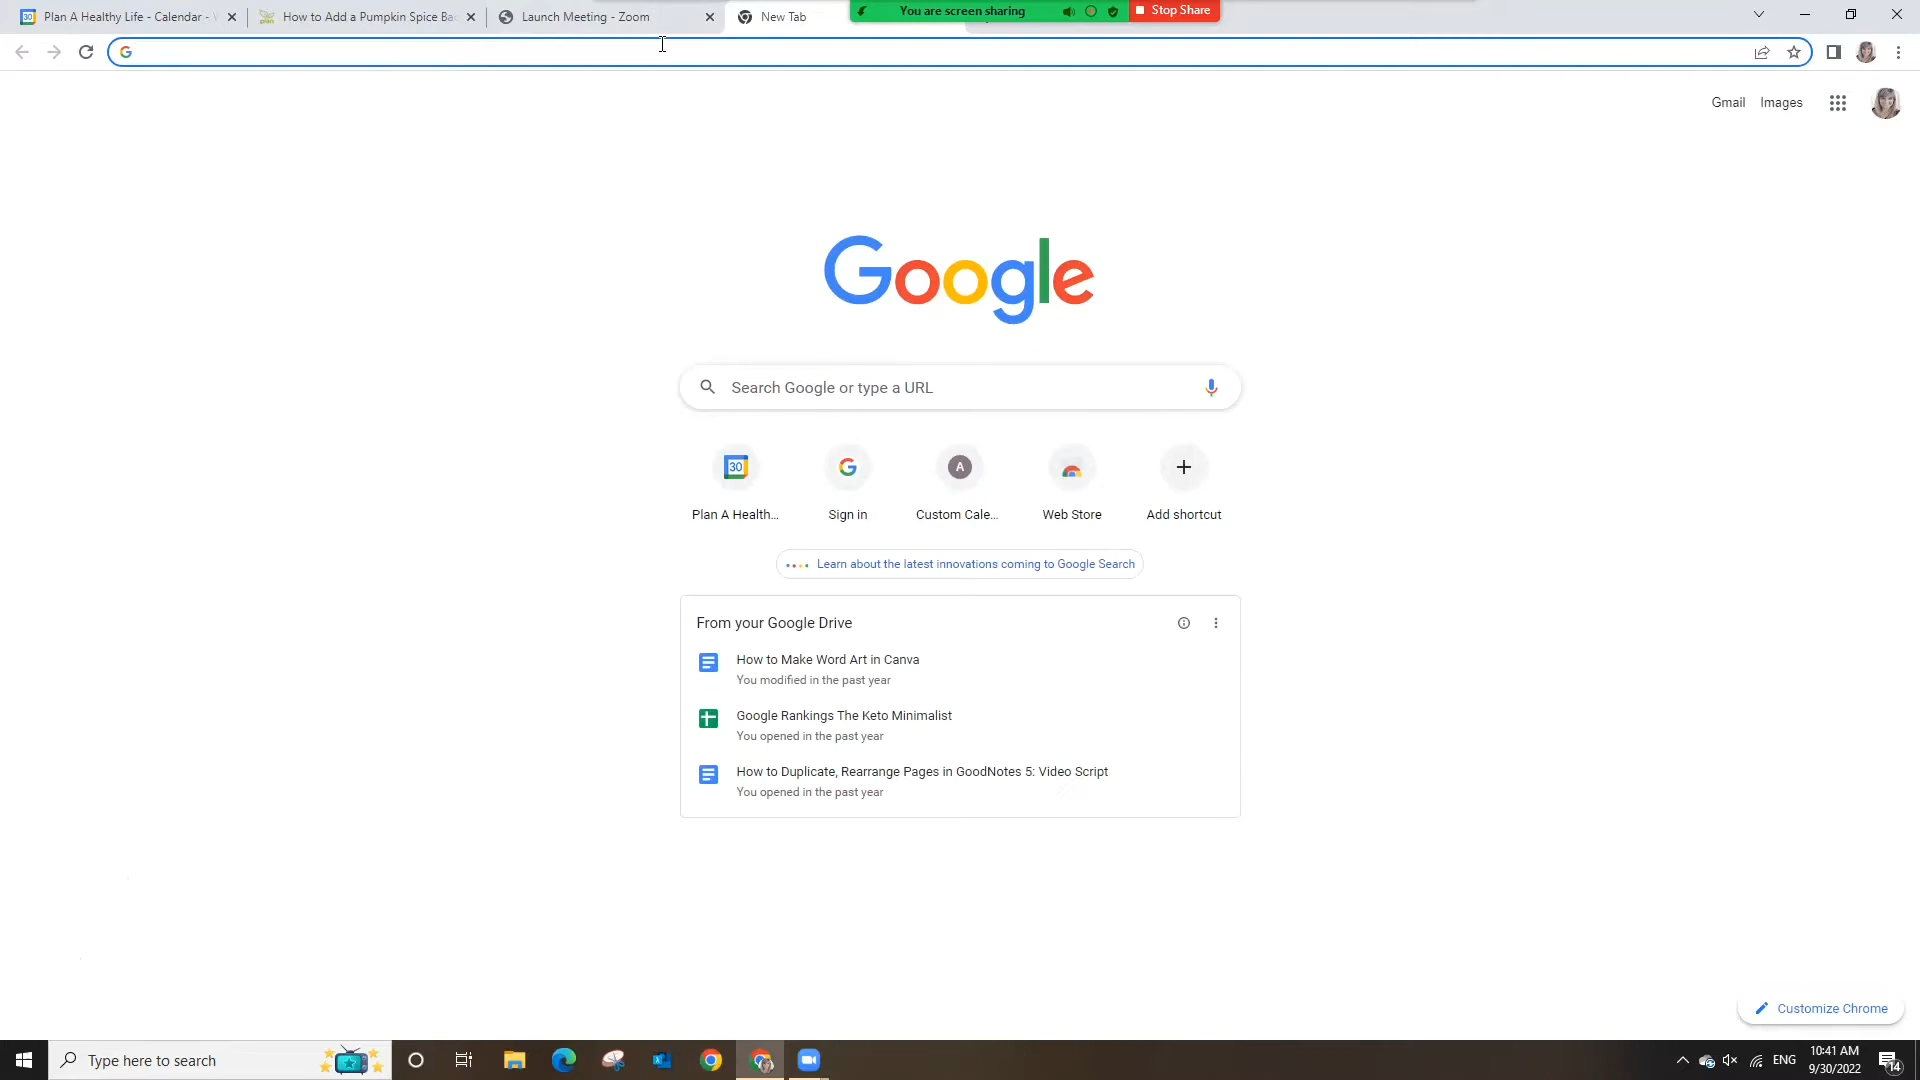 Plan A Healthy Life - Calendar -
How to Add a Pumpkin Spice Ba
Launch Meeting - Zoom
New Tab
You are screen sharing
Stop Share
Gmail
Images
Google
Search Google or type a URL
30
Plan A Health...
Sign in
A
Custom Cale...
Web Store
Add shortcut
Learn about the latest innovations coming to Google Search
From your Google Drive
How to Make Word Art in Canva
You modified in the past year
Google Rankings The Keto Minimalist
You opened in the past year
How to Duplicate, Rearrange Pages in GoodNotes 5: Video Script
You opened in the past year
Customize Chrome
Type here to search
ENG
10:41 AM
9/30/2022
14